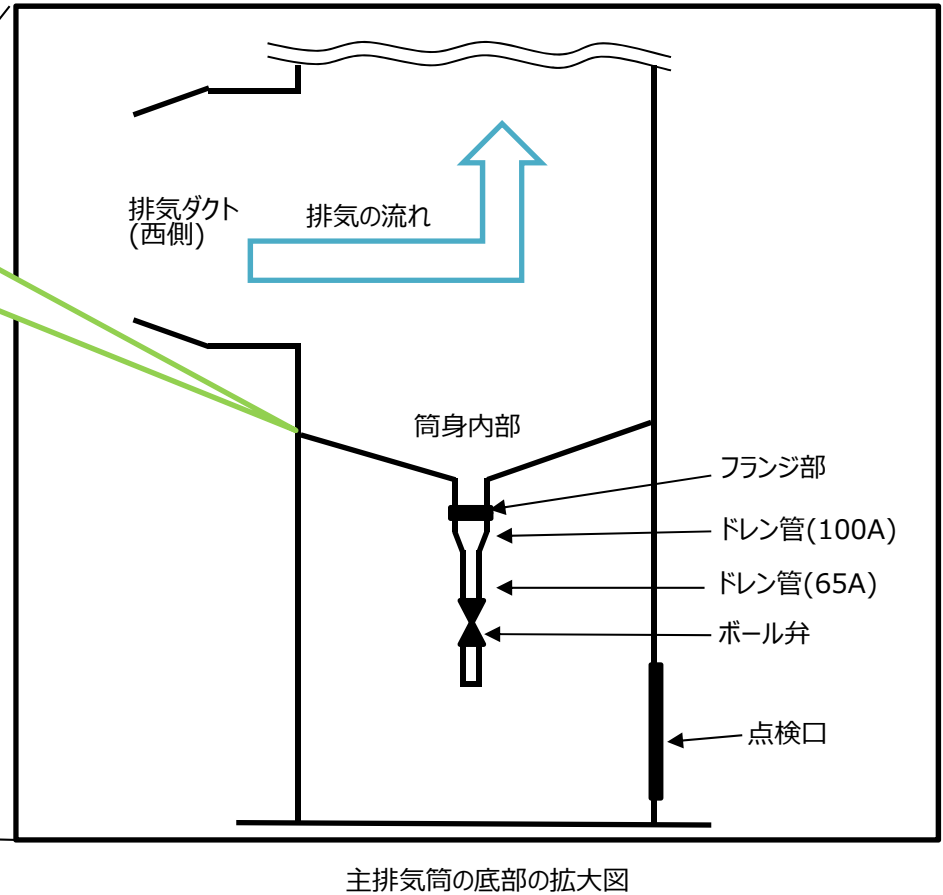 排気ダクト
(西側)
排気の流れ
筒身内部
フランジ部
ドレン管(100A)
ドレン管(65A)
ボール弁
点検口
主排気筒の底部の拡大図